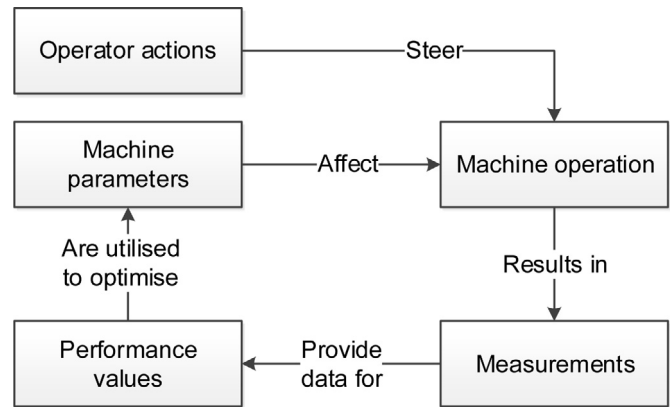 Operator actions
Steer
Machine
parameters
Affect
Machine operation
Are utilised
to optimise
Results in
Performance
values
Provide
data for
Measurements